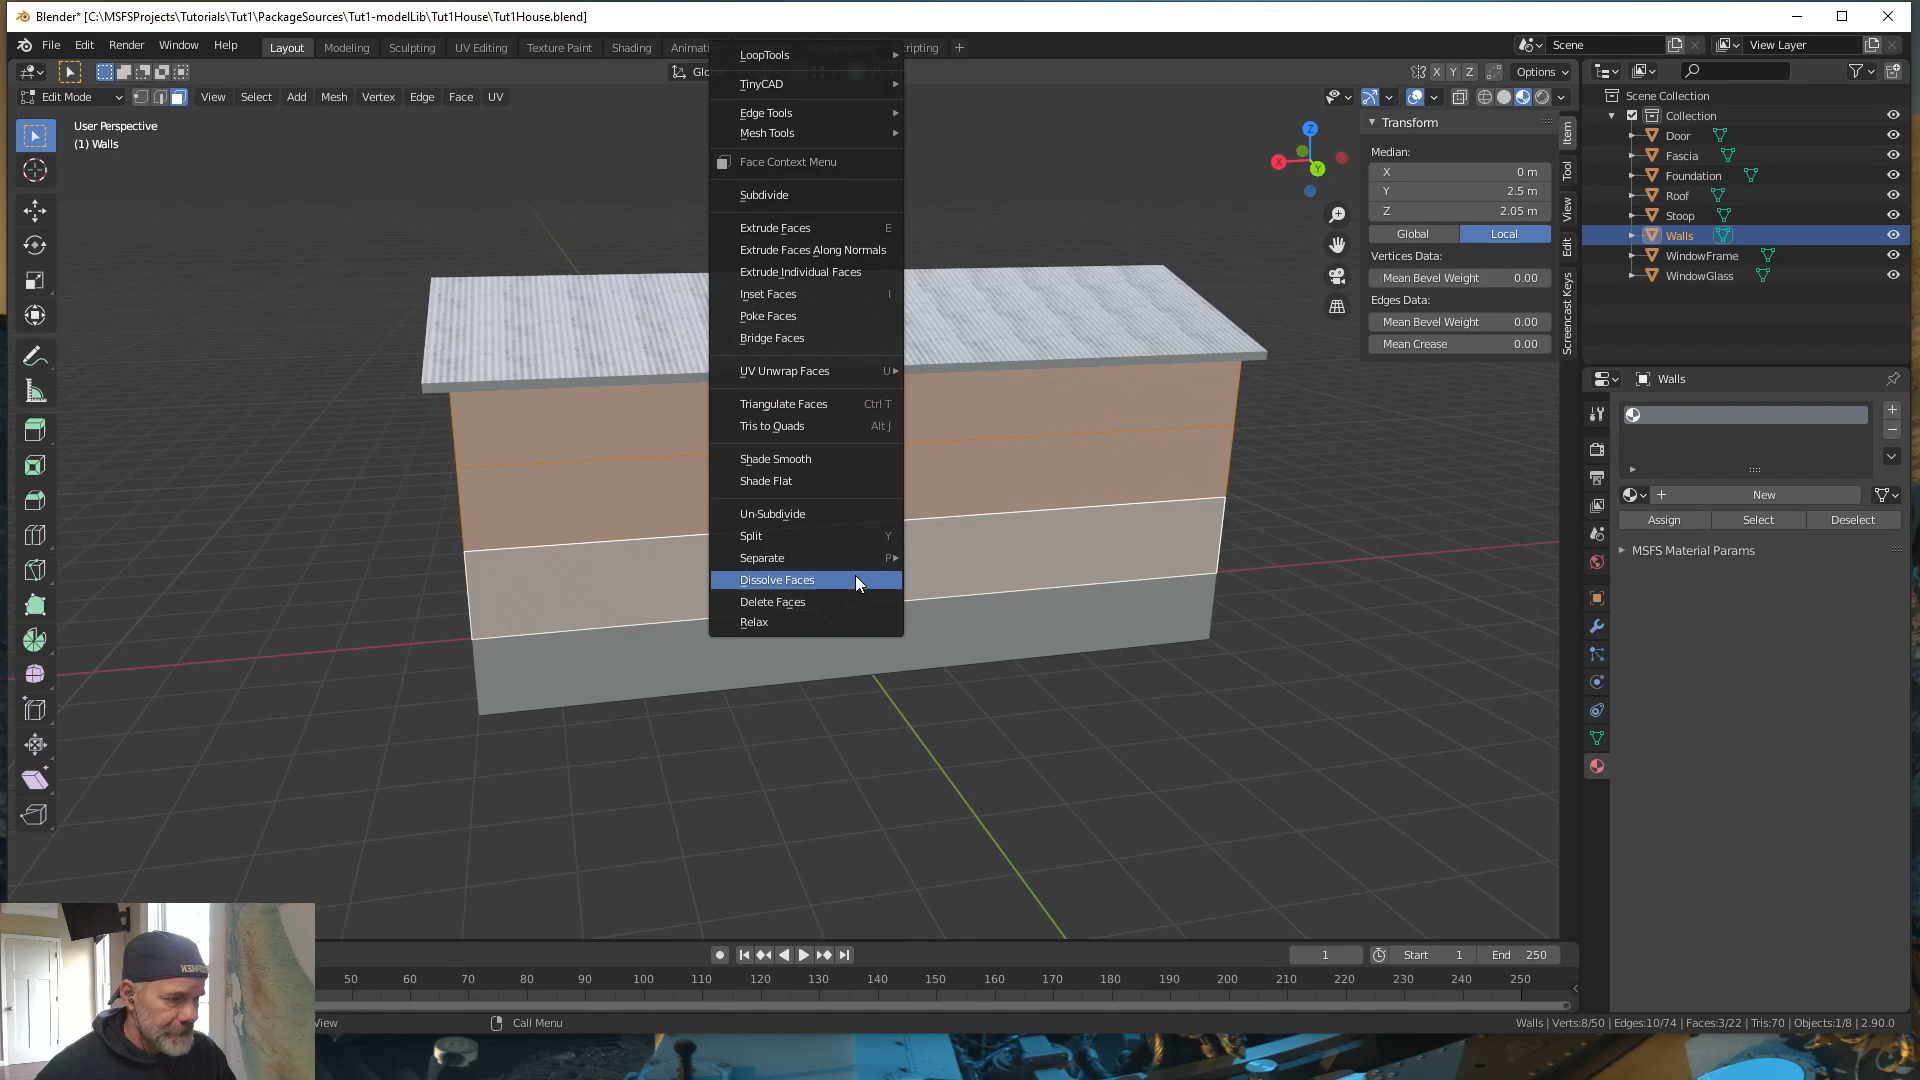 Blender* [C:\MSFSProjects\Tutorials\Tut1\PackageSources\Tut1-modelLib\Tut1House\Tut1House.blend]
File Edit Render Window Help Layout Modeling Sculpting UV Editing Texture Paint Shading Animati cripting + Scene View Layer
Glo X Y Z Options
Edit Mode View Select Add Mesh Vertex Edge Face UV
User Perspective
(1) Walls
LoopTools
TinyCAD
Edge Tools
Mesh Tools
Face Context Menu
Subdivide
Extrude Faces E
Extrude Faces Along Normals
Extrude Individual Faces
Inset Faces I
Poke Faces
Bridge Faces
UV Unwrap Faces U
Triangulate Faces Ctrl T
Tris to Quads Alt J
Shade Smooth
Shade Flat
Un-Subdivide
Split Y
Separate P
Dissolve Faces
Delete Faces
Relax
Z
X
Y
Transform
Median:
X 0 m
Y 2.5 m
Z 2.05 m
Global Local
Vertices Data:
Mean Bevel Weight 0.00
Edges Data:
Mean Bevel Weight 0.00
Mean Crease 0.00
Item
Tool
View
Edit
Screencast Keys
Scene Collection
Collection
Door
Fascia
Foundation
Roof
Stoop
Walls
WindowFrame
WindowGlass
Walls
New
Assign Select Deselect
MSFS Material Params
1 Start 1 End 250
50 60 70 80 90 100 110 120 130 140 150 160 170 180 190 200 210 220 230 240 250
View Call Menu Walls | Verts:8/50 | Edges:10/74 | Faces:3/22 | Tris:70 | Objects:1/8 | 2.90.0